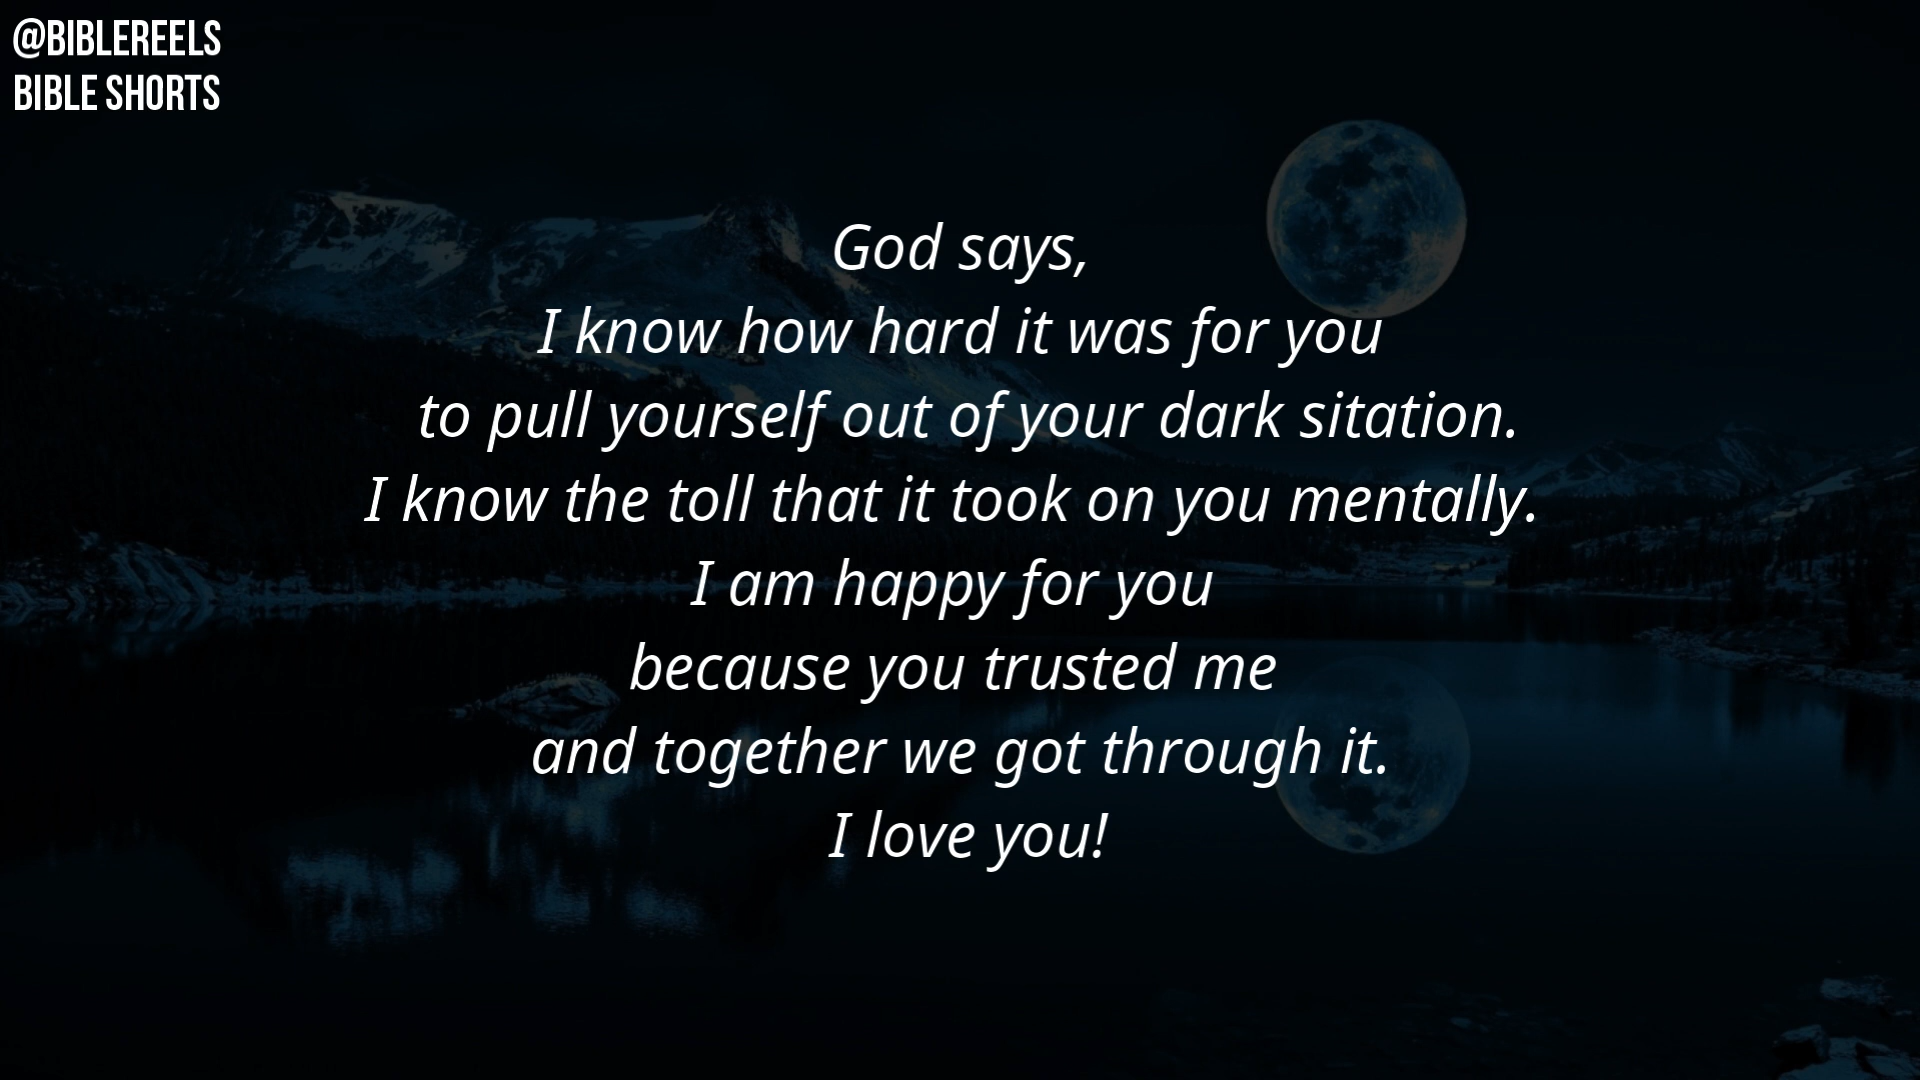 @BIBLEREELS
BIBLE SHORTS
God says,
I know how hard it was for you
to pull yourself out of your dark sitation.
I know the toll that it took on you mentally.
I am happy for you
because you trusted me
and together we got through it.
I love you!